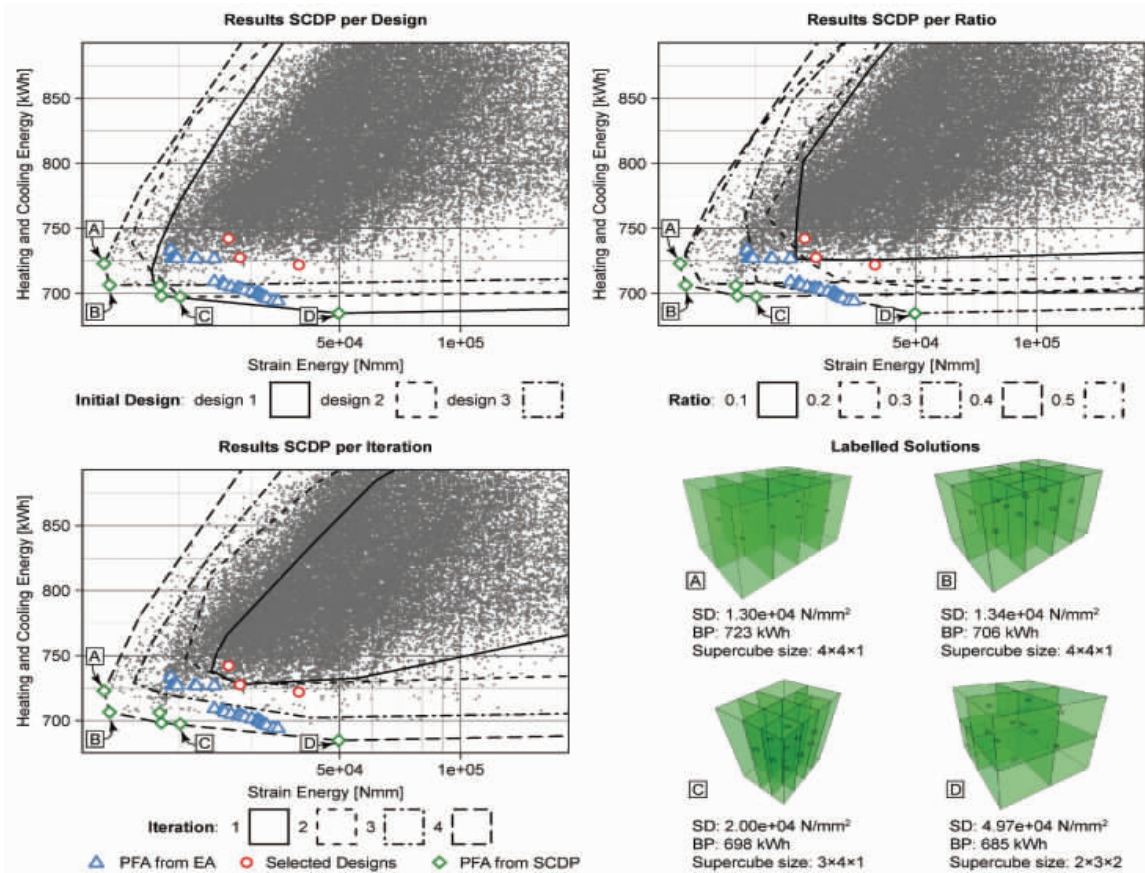 Results SCDP per Design
Heating and Cooling Energy [kWh]
850
800
750
700
A
B
C
D
5e+04
1e+05
Strain Energy [Nmm]
Initial Design: design 1 design 2 design 3
Results SCDP per Ratio
Heating and Cooling Energy [kWh]
850
800
750
700
A
B
C
D
5e+04
1e+05
Strain Energy [Nmm]
Ratio: 0.1 0.2 0.3 0.4 0.5
Results SCDP per Iteration
Heating and Cooling Energy [kWh]
850
800
750
700
A
B
C
D
5e+04
1e+05
Strain Energy [Nmm]
Iteration: 1 2 3 4
PFA from EA Selected Designs PFA from SCDP
Labelled Solutions
A
SD: 1.30e+04 N/mm²
BP: 723 kWh
Supercube size: 4×4×1
B
SD: 1.34e+04 N/mm²
BP: 706 kWh
Supercube size: 4×4×1
C
SD: 2.00e+04 N/mm²
BP: 698 kWh
Supercube size: 3×4×1
D
SD: 4.97e+04 N/mm²
BP: 685 kWh
Supercube size: 2×3×2